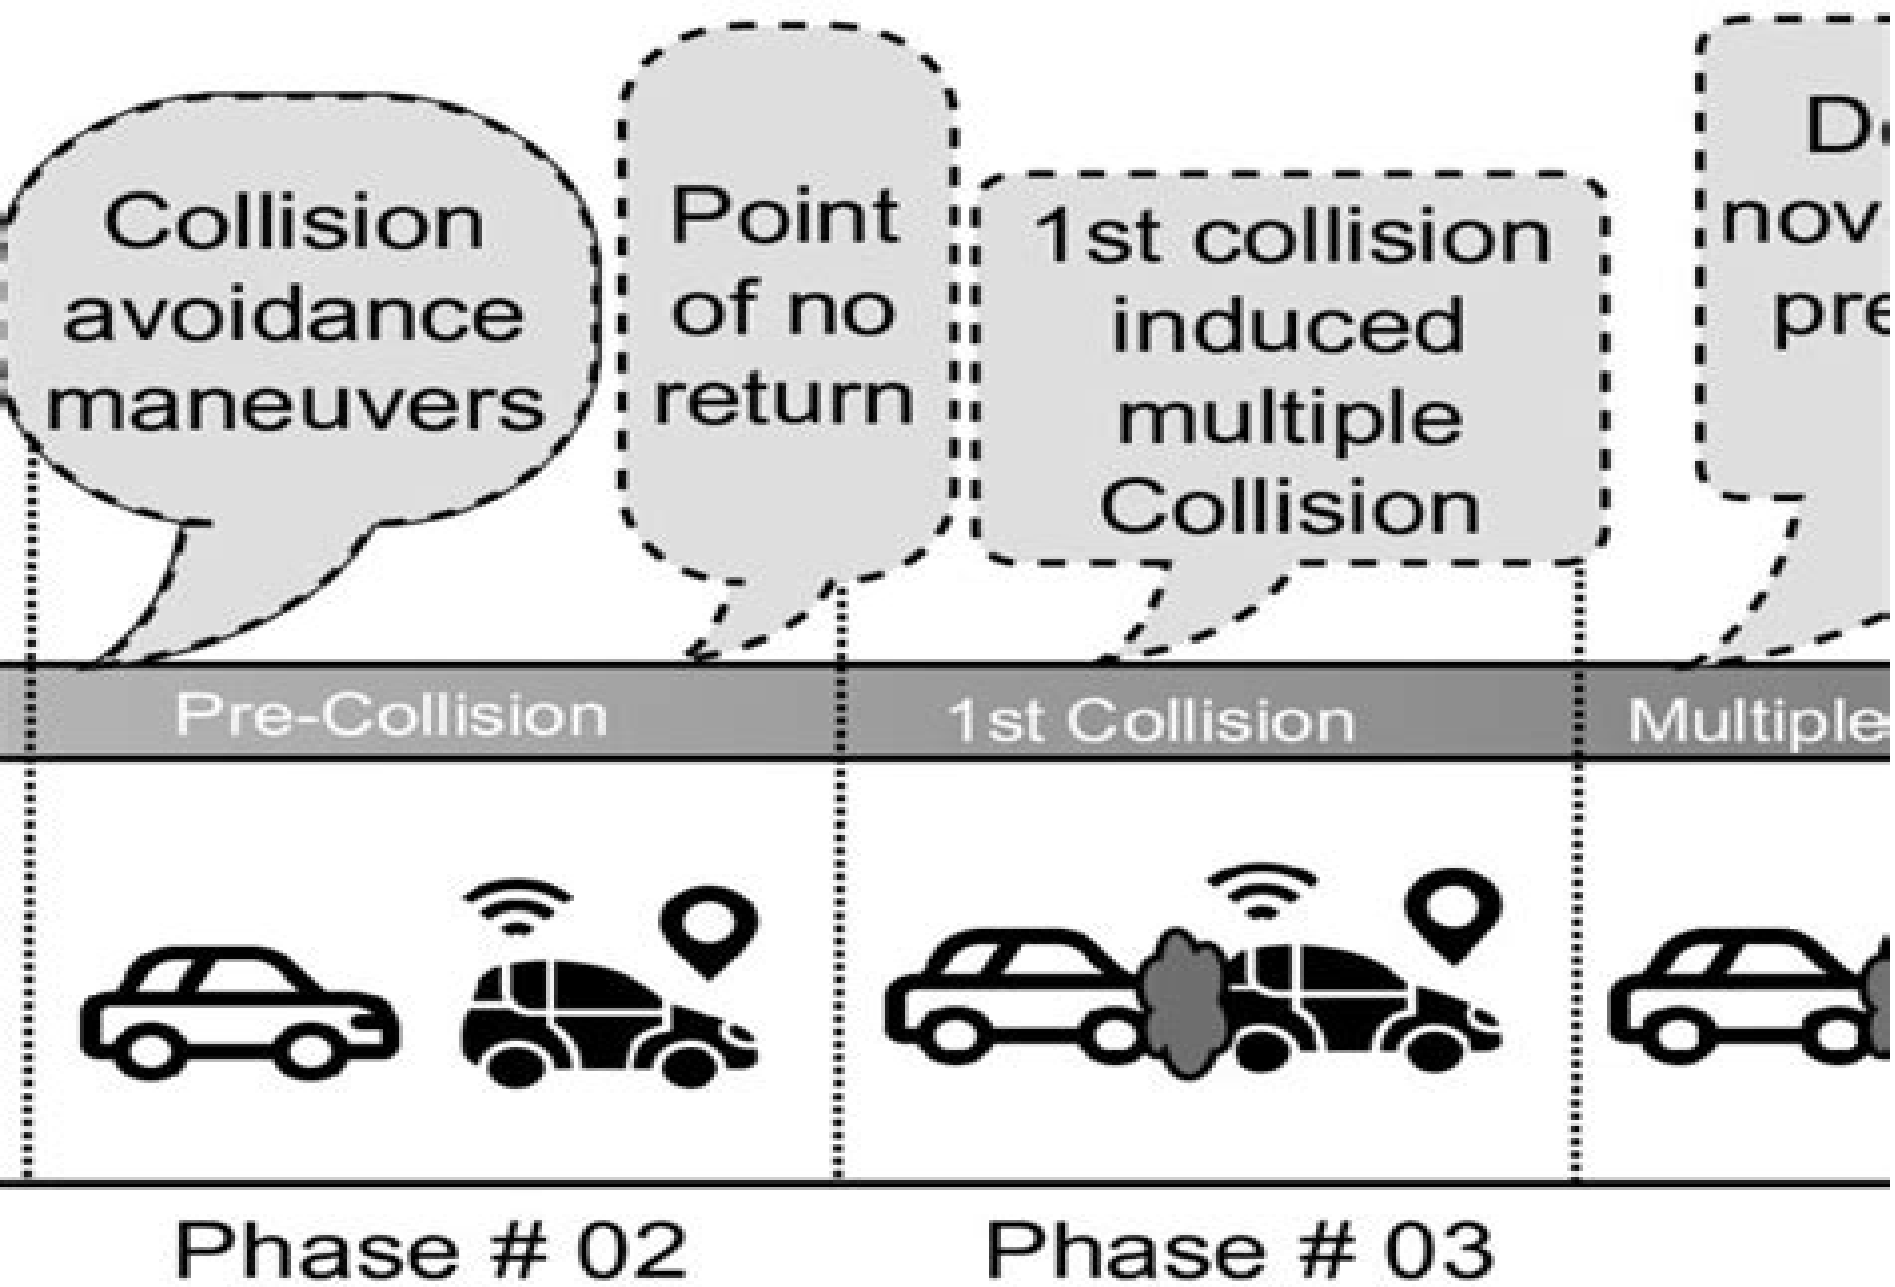 Collision
avoidance
maneuvers
Point
of no
return
1st collision
induced
multiple
Collision
Pre-Collision
1st Collision
Multiple
Phase # 02
Phase # 03